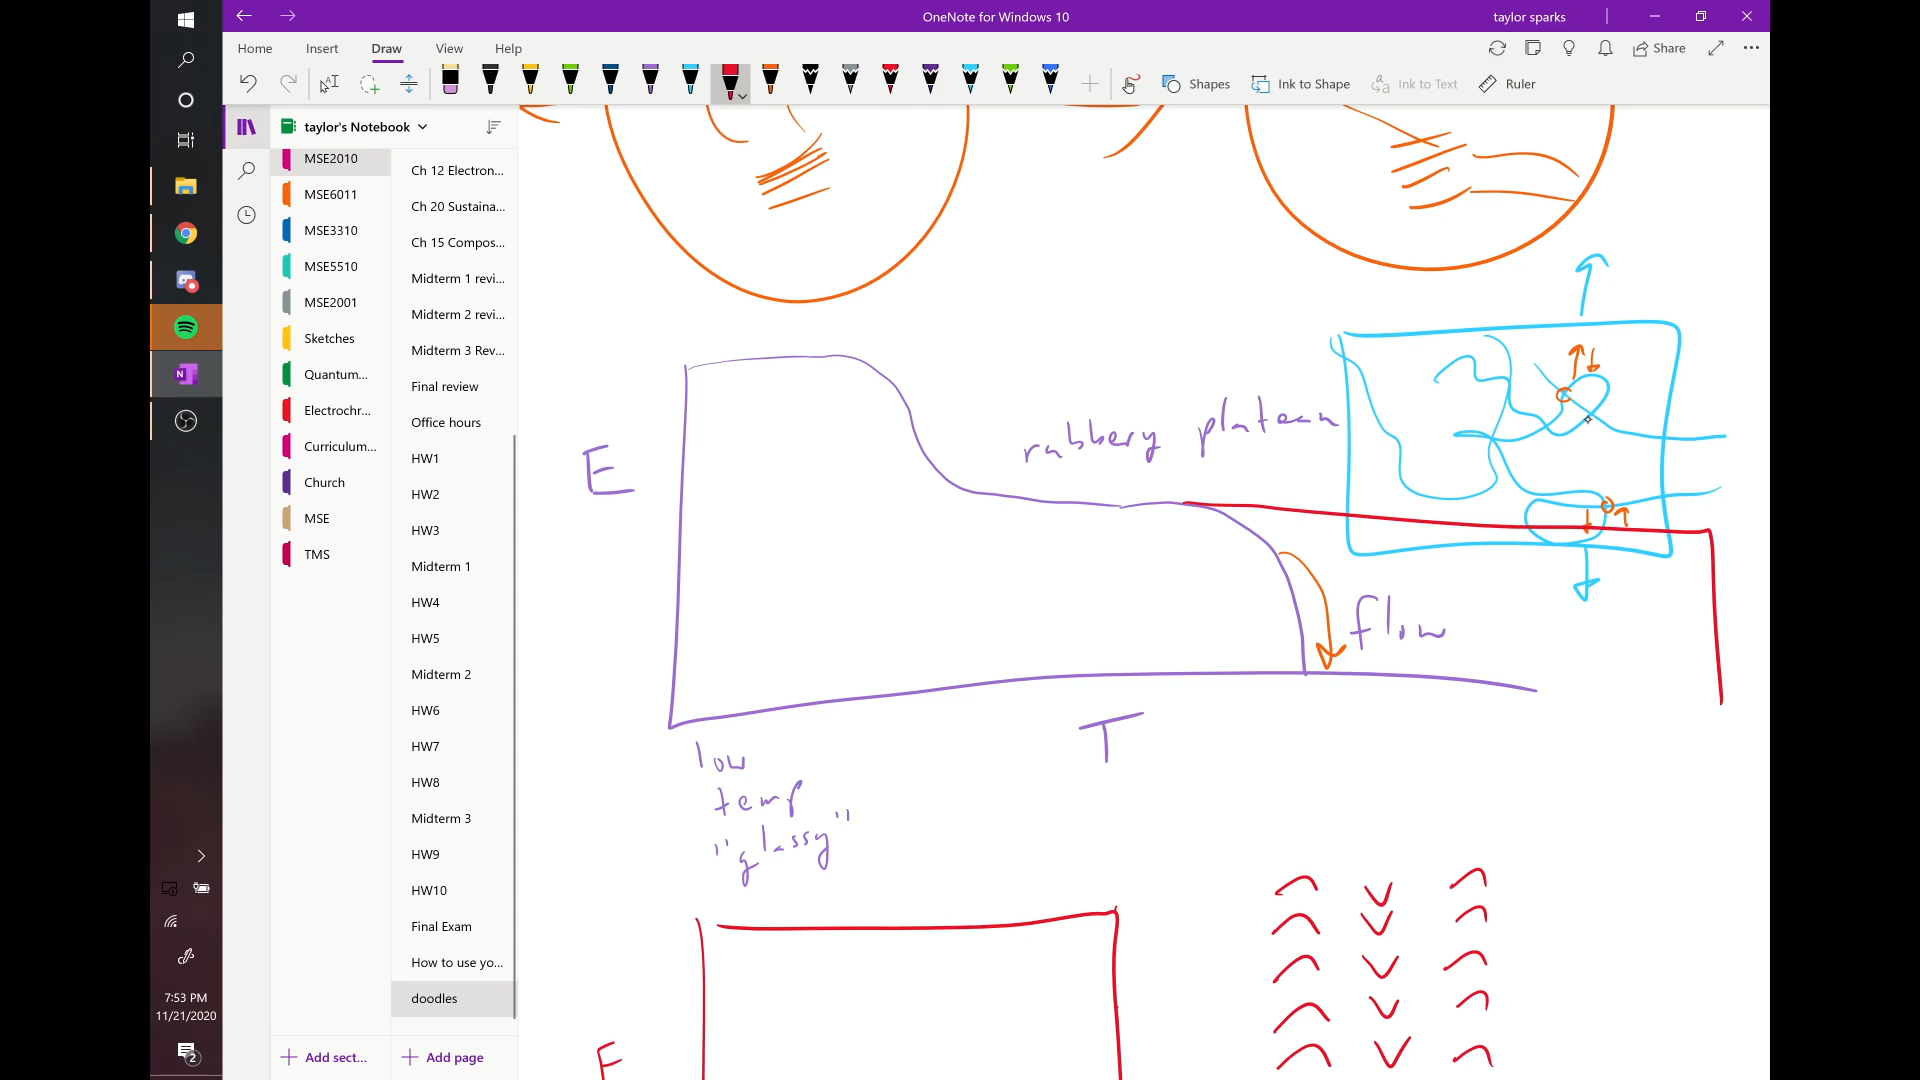 OneNote for Windows 10
taylor sparks
Home Insert Draw View Help
Share
Shapes Ink to Shape Ink to Text Ruler
taylor's Notebook
MSE2010
MSE6011
MSE3310
MSE5510
MSE2001
Sketches
Quantum...
Electrochr...
Curriculum...
Church
MSE
TMS
Ch 12 Electron...
Ch 20 Sustaina...
Ch 15 Compos...
Midterm 1 revi...
Midterm 2 revi...
Midterm 3 Rev...
Final review
Office hours
HW1
HW2
HW3
Midterm 1
HW4
HW5
Midterm 2
HW6
HW7
HW8
Midterm 3
HW9
HW10
Final Exam
How to use yo...
doodles
Add sect...
Add page
E
rubbery plateau
flow
T
low
temp
"glassy"
E
N
7:53 PM
11/21/2020
2